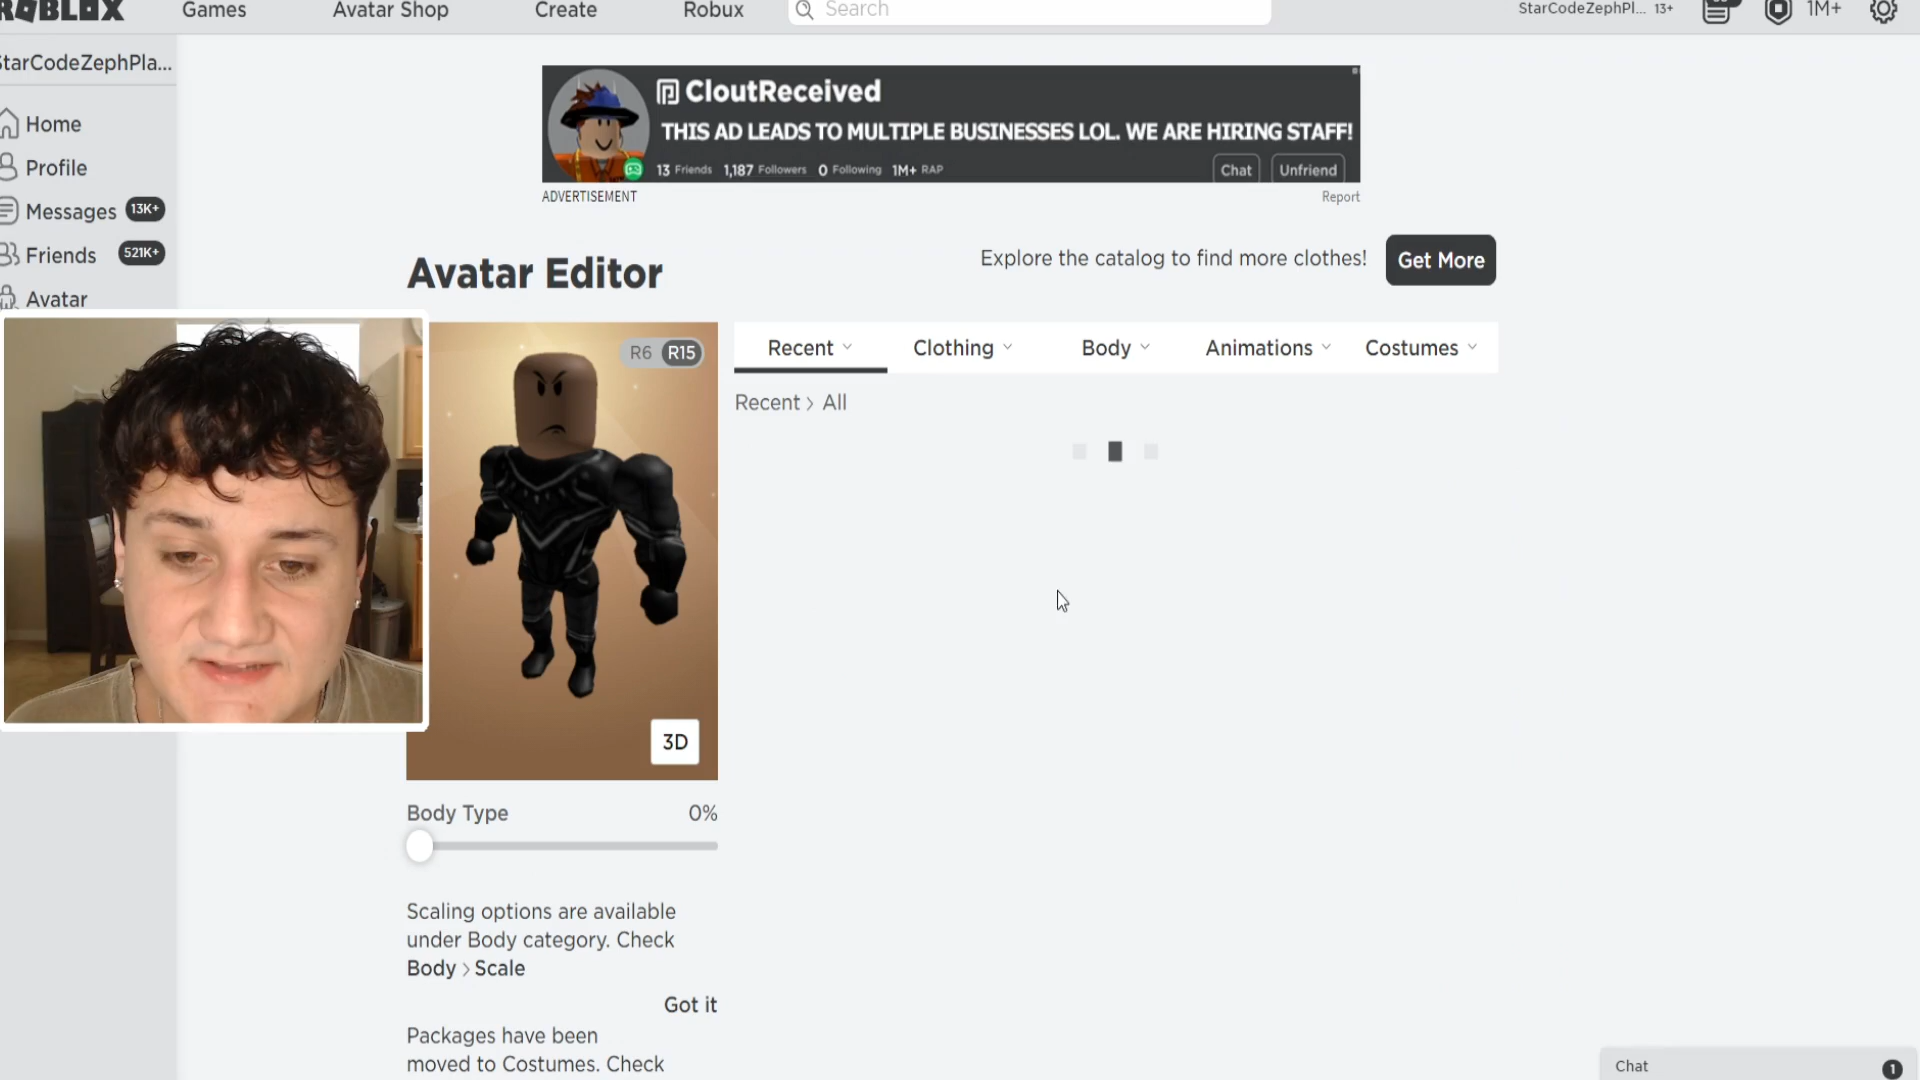 ROBLOX Games Avatar Shop Create Robux Search StarCodeZephPl... 13+ 1M+
StarCodeZephPla...
Home
Profile
Messages 13K+
Friends 521K+
Avatar
CloutReceived
THIS AD LEADS TO MULTIPLE BUSINESSES LOL. WE ARE HIRING STAFF!
13 Friends 1,187 Followers 0 Following 1M+ RAP Chat Unfriend
ADVERTISEMENT Report
Avatar Editor
Explore the catalog to find more clothes! Get More
R6 R15
3D
Recent Clothing Body Animations Costumes
Recent > All
Body Type 0%
Scaling options are available
under Body category. Check
Body > Scale
Got it
Packages have been
moved to Costumes. Check
Chat 1